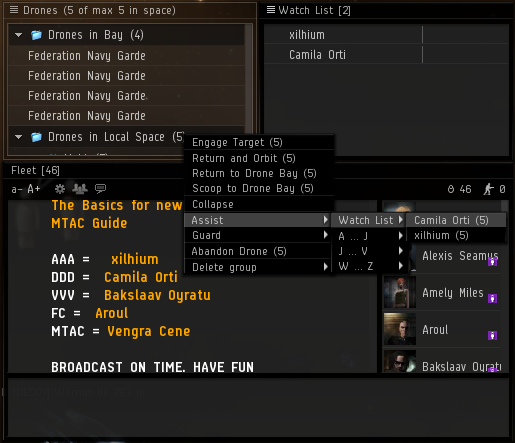 Drones (5 of max 5 in space)
Drones in Bay (4)
Federation Navy Garde
Federation Navy Garde
Federation Navy Garde
Federation Navy Garde
Drones in Local Space (5)
Watch List [2]
xilhium
Camila Orti
Engage Target (5)
Return and Orbit (5)
Return to Drone Bay (5)
Scoop to Drone Bay (5)
Collapse
Assist
Guard
Abandon Drone (5)
Delete group
Watch List
A ... J
J ... V
W ... Z
Camila Orti (5)
xilhium (5)
Fleet [46]
a- A+
46
0
The Basics for new
MTAC Guide
AAA = xilhium
DDD = Camila Orti
VVV = Bakslaav Oyratu
FC = Aroul
MTAC = Vengra Cene
BROADCAST ON TIME. HAVE FUN
Alexis Seamus
Amely Miles
Aroul
Bakslaav Oyratu